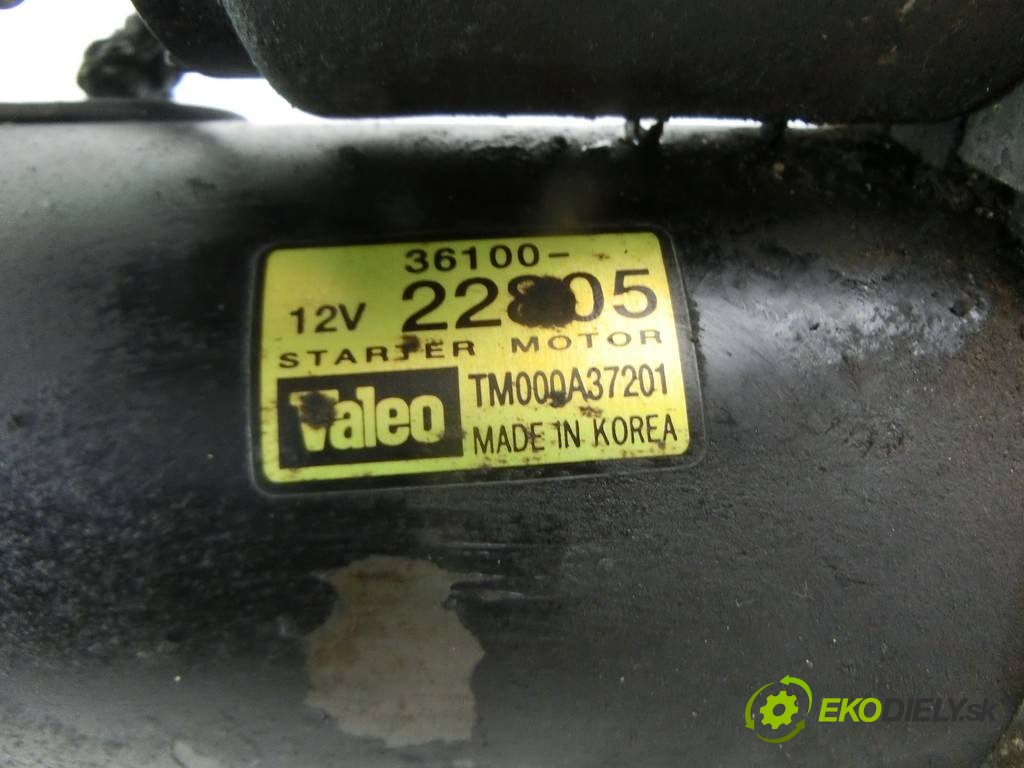 36100-
12V 22805
STARTER MOTOR
Valeo TM000A37201
MADE IN KOREA
EKODIELY.sk